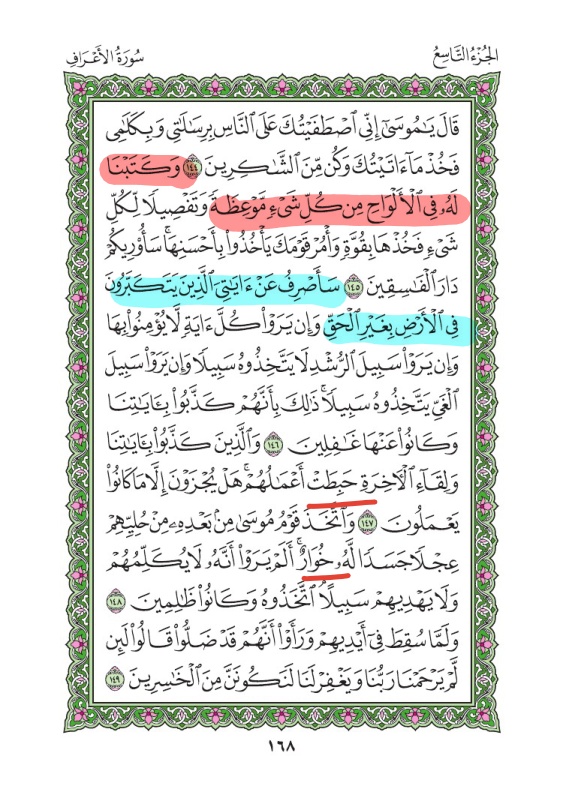 الجُزْءُ التَّاسِعُ
سُورَةُ الأَعْرَافِ
قَالَ يَٰمُوسَىٰٓ إِنِّي ٱصۡطَفَيۡتُكَ عَلَى ٱلنَّاسِ بِرِسَٰلَٰتِي وَبِكَلَٰمِي
فَخُذۡ مَآ ءَاتَيۡتُكَ وَكُن مِّنَ ٱلشَّٰكِرِينَ ١٤٤ وَكَتَبۡنَا
لَهُۥ فِي ٱلۡأَلۡوَاحِ مِن كُلِّ شَيۡءٖ مَّوۡعِظَةٗ وَتَفۡصِيلٗا لِّكُلِّ
شَيۡءٖ فَخُذۡهَا بِقُوَّةٖ وَأۡمُرۡ قَوۡمَكَ يَأۡخُذُواْ بِأَحۡسَنِهَاۚ سَأُوْرِيكُمۡ
دَارَ ٱلۡفَٰسِقِينَ ١٤٥ سَأَصۡرِفُ عَنۡ ءَايَٰتِيَ ٱلَّذِينَ يَتَكَبَّرُونَ
فِي ٱلۡأَرۡضِ بِغَيۡرِ ٱلۡحَقِّ وَإِن يَرَوۡاْ كُلَّ ءَايَةٖ لَّا يُؤۡمِنُواْ بِهَا
وَإِن يَرَوۡاْ سَبِيلَ ٱلرُّشۡدِ لَا يَتَّخِذُوهُ سَبِيلٗا وَإِن يَرَوۡاْ سَبِيلَ
ٱلۡغَيِّ يَتَّخِذُوهُ سَبِيلٗاۚ ذَٰلِكَ بِأَنَّهُمۡ كَذَّبُواْ بِـَٔايَٰتِنَا
وَكَانُواْ عَنۡهَا غَٰفِلِينَ ١٤٦ وَٱلَّذِينَ كَذَّبُواْ بِـَٔايَٰتِنَا
وَلِقَآءِ ٱلۡأٓخِرَةِ حَبِطَتۡ أَعۡمَٰلُهُمۡۚ هَلۡ يُجۡزَوۡنَ إِلَّا مَا كَانُواْ
يَعۡمَلُونَ ١٤٧ وَٱتَّخَذَ قَوۡمُ مُوسَىٰ مِنۢ بَعۡدِهِۦ مِنۡ حُلِيِّهِمۡ
عِجۡلٗا جَسَدٗا لَّهُۥ خُوَارٌۚ أَلَمۡ يَرَوۡاْ أَنَّهُۥ لَا يُكَلِّمُهُمۡ
وَلَا يَهۡدِيهِمۡ سَبِيلًاۘ ٱتَّخَذُوهُ وَكَانُواْ ظَٰلِمِينَ ١٤٨
وَلَمَّا سُقِطَ فِيٓ أَيۡدِيهِمۡ وَرَأَوۡاْ أَنَّهُمۡ قَدۡ ضَلُّواْ قَالُواْ لَئِن
لَّمۡ يَرۡحَمۡنَا رَبُّنَا وَيَغۡفِرۡ لَنَا لَنَكُونَنَّ مِنَ ٱلۡخَٰسِرِينَ ١٤٩
١٦٨